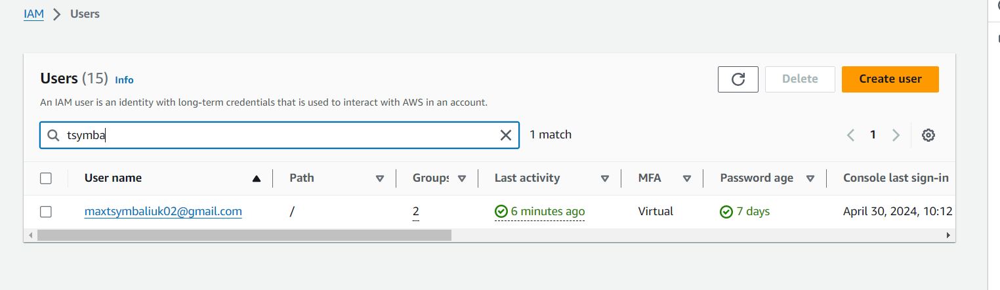 IAM > Users
Users (15) Info
Delete
Create user
An IAM user is an identity with long-term credentials that is used to interact with AWS in an account.
tsymba
1 match
1
User name Path Groups Last activity MFA Password age Console last sign-in
maxtsymbaliuk02@gmail.com / 2 6 minutes ago Virtual 7 days April 30, 2024, 10:12